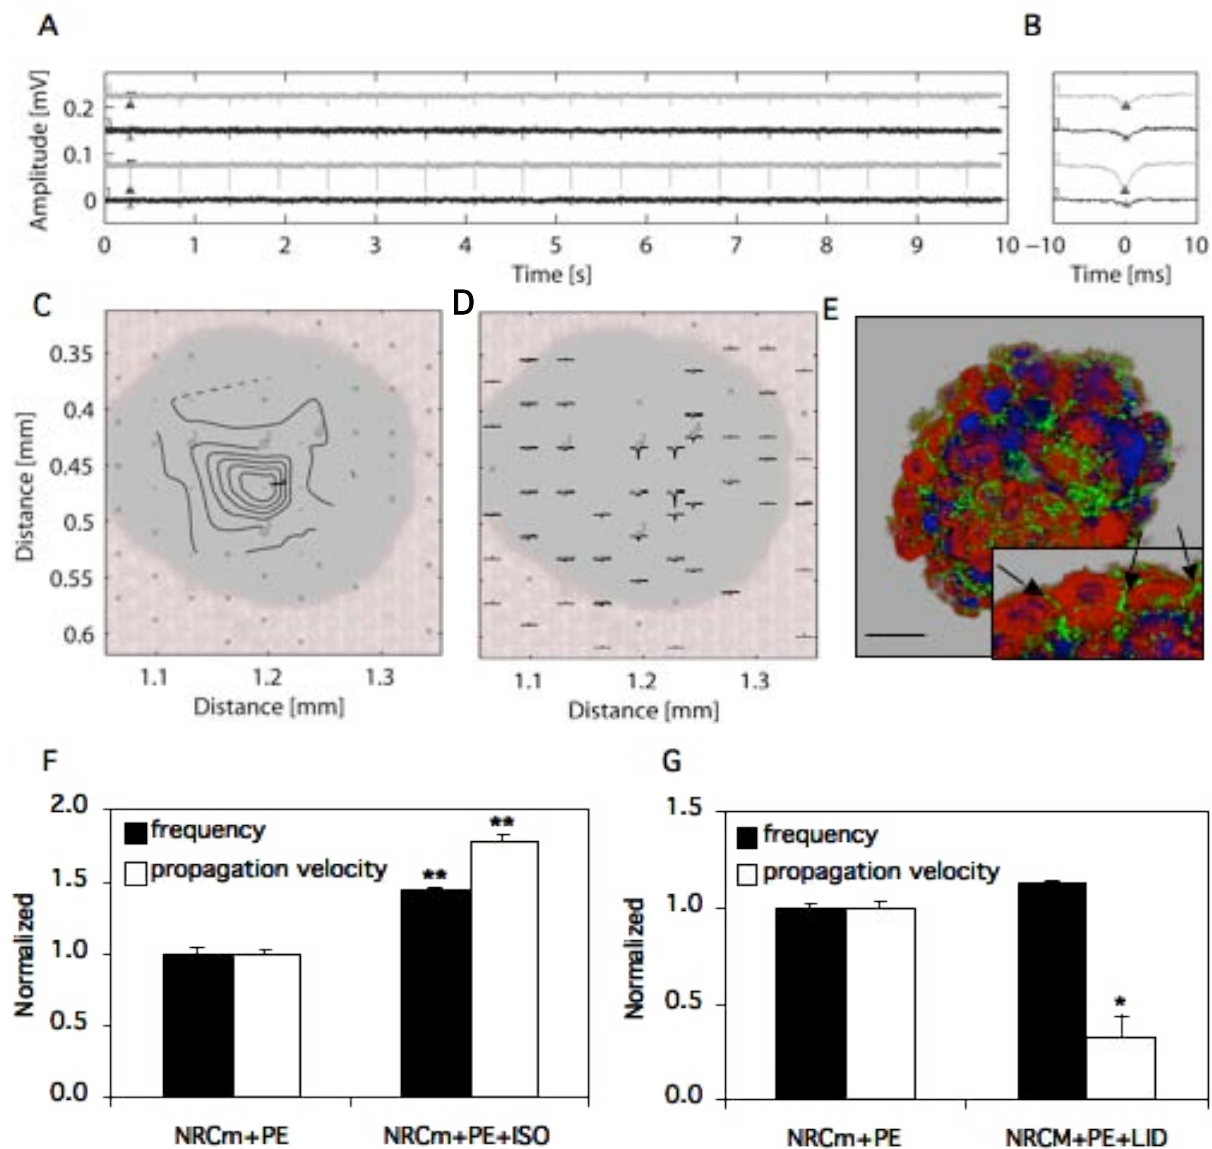 A
B
Amplitude [mV]
0.2
0.1
0
0 1 2 3 4 5 6 7 8 9 10
Time [s]
−10 0 10
Time [ms]
C
D
E
Distance [mm]
0.35
0.4
0.45
0.5
0.55
0.6
1.1 1.2 1.3
Distance [mm]
1.1 1.2 1.3
Distance [mm]
F
G
Normalized
2.0
1.5
1.0
0.5
0.0
frequency
propagation velocity
**
**
NRCm+PE
NRCm+PE+ISO
Normalized
1.5
1.0
0.5
0.0
frequency
propagation velocity
*
NRCm+PE
NRCM+PE+LID